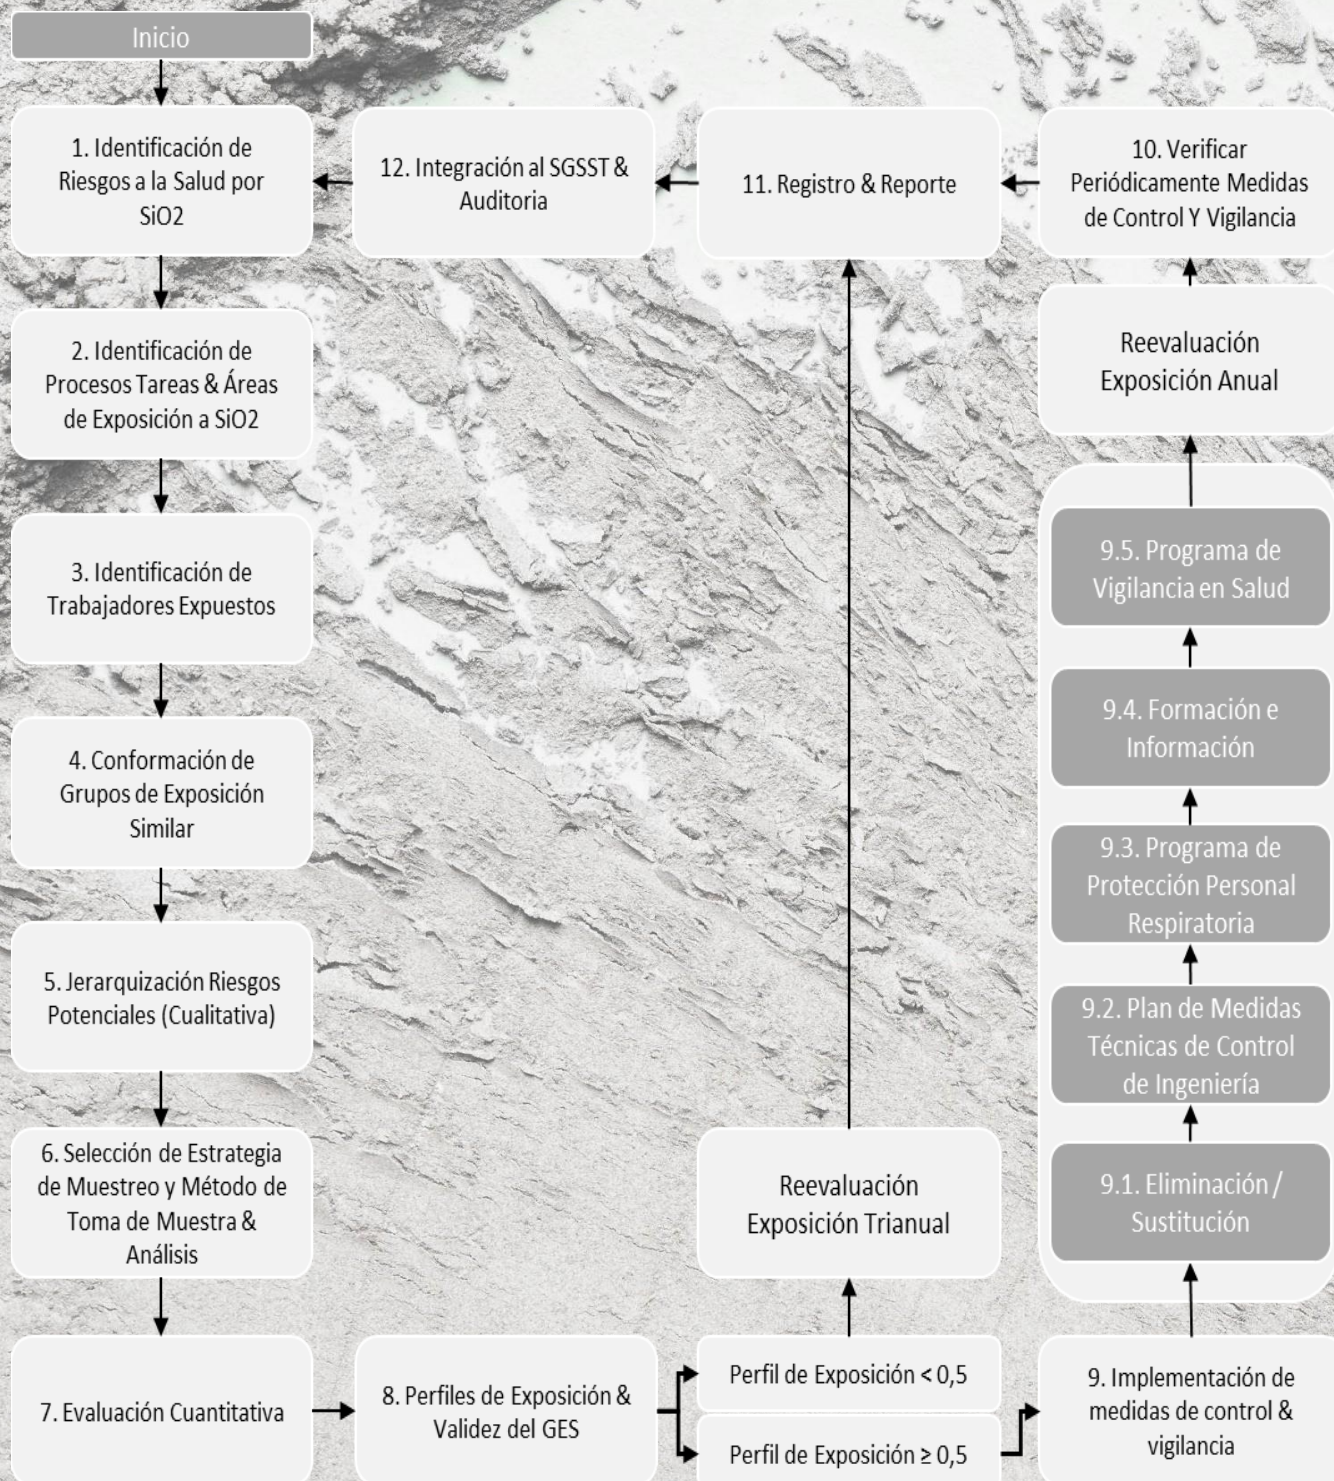 Inicio
1. Identificación de
Riesgos a la Salud por
SiO2
2. Identificación de
Procesos Tareas & Áreas
de Exposición a SiO2
3. Identificación de
Trabajadores Expuestos
4. Conformación de
Grupos de Exposición
Similar
5. Jerarquización Riesgos
Potenciales (Cualitativa)
6. Selección de Estrategia
de Muestreo y Método de
Toma de Muestra &
Análisis
7. Evaluación Cuantitativa
8. Perfiles de Exposición &
Validez del GES
Perfil de Exposición < 0,5
Perfil de Exposición ≥ 0,5
Reevaluación
Exposición Trianual
9. Implementación de
medidas de control &
vigilancia
9.1. Eliminación /
Sustitución
9.2. Plan de Medidas
Técnicas de Control
de Ingeniería
9.3. Programa de
Protección Personal
Respiratoria
9.4. Formación e
Información
9.5. Programa de
Vigilancia en Salud
Reevaluación
Exposición Anual
10. Verificar
Periódicamente Medidas
de Control Y Vigilancia
11. Registro & Reporte
12. Integración al SGSST &
Auditoria